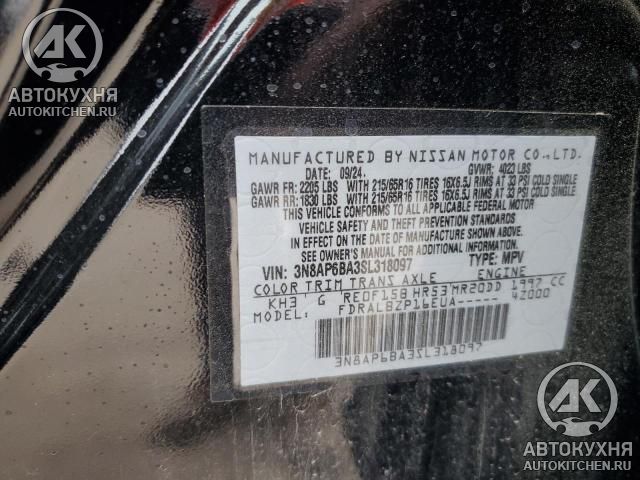 АК
АВТОКУХНЯ
AUTOKITCHEN.RU
MANUFACTURED BY NISSAN MOTOR CO.,LTD.
DATE: 09/24 GVWR: 4023 LBS
GAWR FR: 2205 LBS WITH 215/65R16 TIRES 16X6.5J RIMS AT 33 PSI COLD SINGLE
GAWR RR: 1830 LBS WITH 215/65R16 TIRES 16X6.5J RIMS AT 33 PSI COLD SINGLE
THIS VEHICLE CONFORMS TO ALL APPLICABLE FEDERAL MOTOR
VEHICLE SAFETY AND THEFT PREVENTION STANDARDS
IN EFFECT ON THE DATE OF MANUFACTURE SHOWN ABOVE.
SEE OWNER'S MANUAL FOR ADDITIONAL INFORMATION.
VIN: 3N8AP6BA3SL318097 TYPE: MPV
COLOR TRIM TRANS AXLE ENGINE
KH3 G RE0F15B HR53 MR20DD 1997 CC
MODEL: FDRALBZP16EUA----- 4Z000
3N8AP6BA3SL318097
АК
АВТОКУХНЯ
AUTOKITCHEN.RU